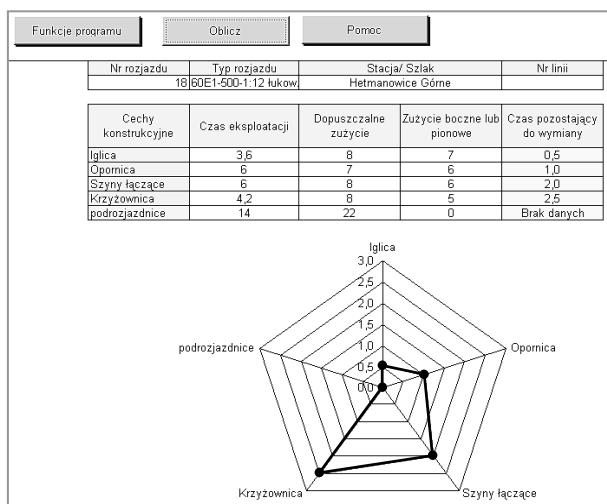 Funkcje programu Oblicz Pomoc
Nr rozjazdu Typ rozjazdu Stacja/ Szlak Nr linii
18 60E1-500-1:12 łukow. Hetmanowice Górne
Cechy konstrukcyjne Czas eksploatacji Dopuszczalne zużycie Zużycie boczne lub pionowe Czas pozostający do wymiany
Iglica 3,6 8 7 0,5
Opornica 6 7 6 1,0
Szyny łączące 6 8 6 2,0
Krzyżownica 4,2 8 5 2,5
podrozjazdnice 14 22 0 Brak danych
Iglica
3,0
2,5
2,0
1,5
podrozjazdnice 1,0 Opornica
0,5
0,0
Krzyżownica Szyny łączące